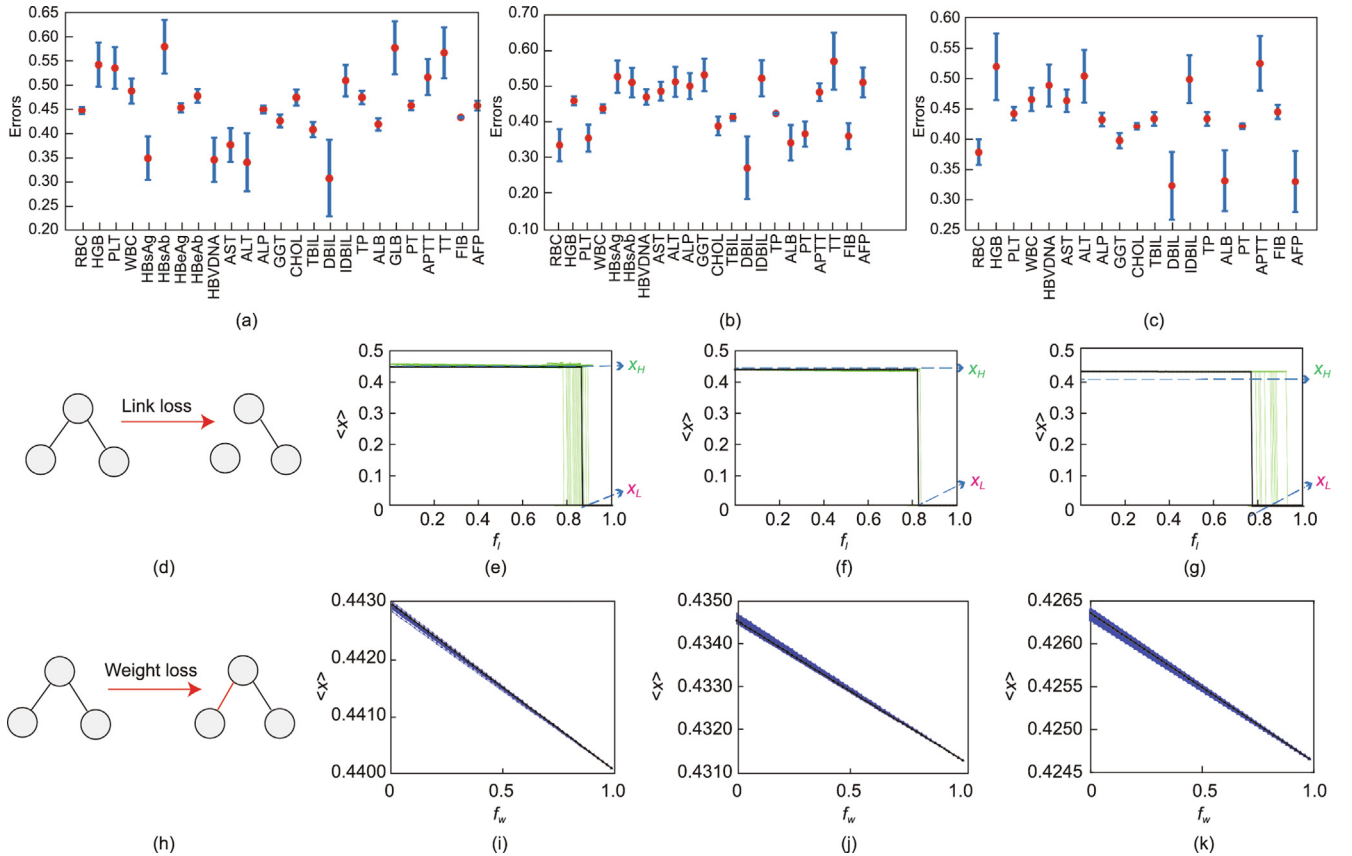 0.65
0.60
0.55
0.50
0.45
0.40
0.35
0.30
0.25
0.20
Errors
RBC
HGB
PLT
WBC
HBsAg
HBsAb
HBeAg
HBeAb
HBVDNA
AST
ALT
ALP
GGT
CHOL
TBIL
DBIL
IDBIL
TP
ALB
GLB
PT
APTT
TT
FIB
AFP
(a)
0.70
0.60
0.50
0.40
0.30
0.20
0.10
Errors
RBC
HGB
PLT
WBC
HBsAg
HBsAb
HBVDNA
AST
ALT
ALP
GGT
CHOL
TBIL
DBIL
IDBIL
TP
ALB
PT
APTT
TT
FIB
AFP
(b)
0.60
0.55
0.50
0.45
0.40
0.35
0.30
0.25
Errors
RBC
HGB
PLT
WBC
HBVDNA
AST
ALT
ALP
GGT
CHOL
TBIL
DBIL
IDBIL
TP
ALB
PT
APTT
FIB
AFP
(c)
Link loss
(d)
0.5
0.4
0.3
0.2
0.1
0
<x>
x_H
x_L
0.2 0.4 0.6 0.8 1.0
f_l
(e)
0.5
0.4
0.3
0.2
0.1
0
<x>
x_H
x_L
0.2 0.4 0.6 0.8 1.0
f_l
(f)
0.5
0.4
0.3
0.2
0.1
0
<x>
x_H
x_L
0.2 0.4 0.6 0.8 1.0
f_l
(g)
Weight loss
(h)
0.4430
0.4420
0.4410
0.4400
<x>
0 0.5 1.0
f_w
(i)
0.4350
0.4340
0.4330
0.4320
0.4310
<x>
0 0.5 1.0
f_w
(j)
0.4265
0.4260
0.4255
0.4250
0.4245
<x>
0 0.5 1.0
f_w
(k)